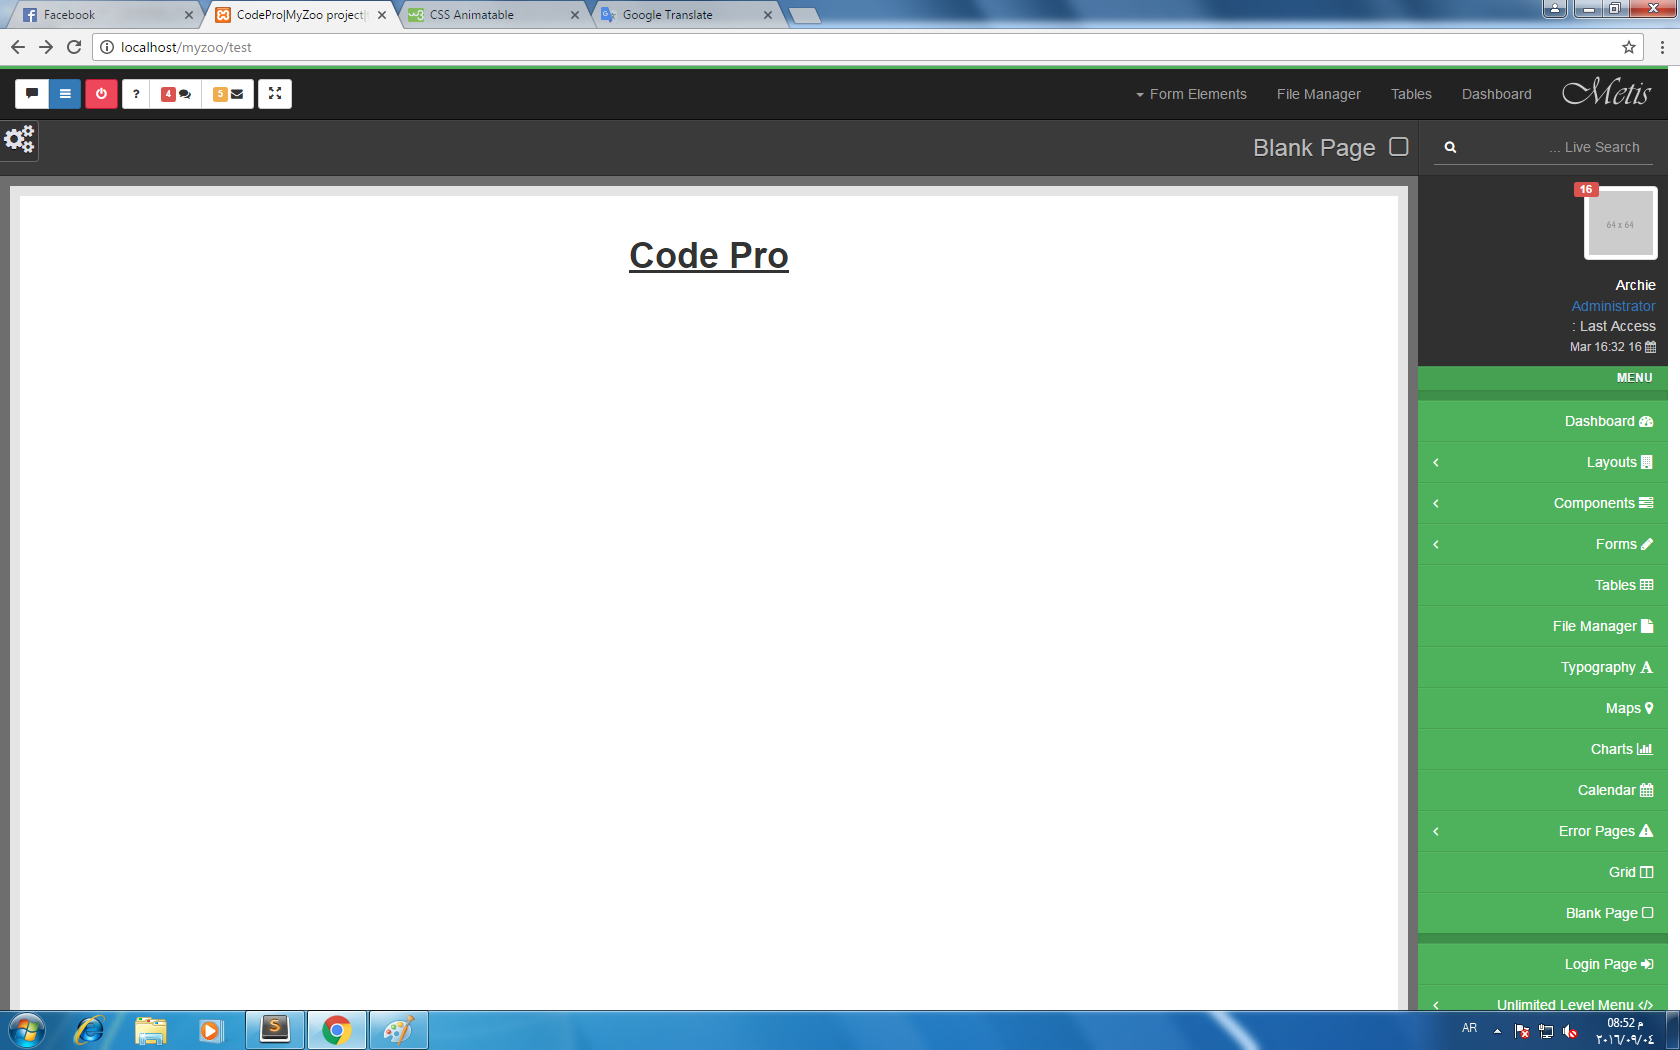 Facebook
CodePro|MyZoo project|
CSS Animatable
Google Translate
localhost/myzoo/test
? 4 5
Form Elements
File Manager
Tables
Dashboard
Metis
Blank Page
... Live Search
16
64 x 64
Code Pro
Archie
Administrator
: Last Access
Mar 16:32 16
MENU
Dashboard
Layouts
Components
Forms
Tables
File Manager
Typography
Maps
Charts
Calendar
Error Pages
Grid
Blank Page
Login Page
Unlimited Level Menu
AR
08:52 م
٢٠١٦/٠٩/٠٤